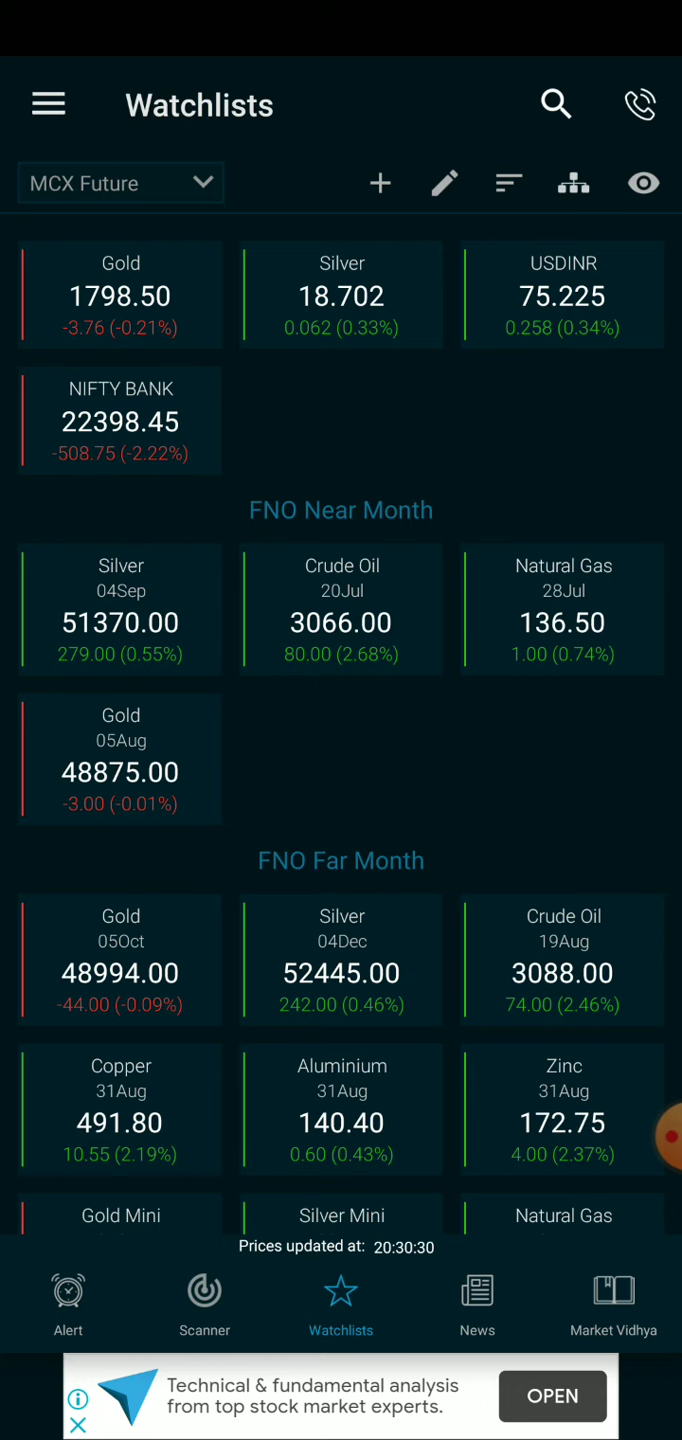 Watchlists
MCX Future
Gold
1798.50
-3.76 (-0.21%)
Silver
18.702
0.062 (0.33%)
USDINR
75.225
0.258 (0.34%)
NIFTY BANK
22398.45
-508.75 (-2.22%)
FNO Near Month
Silver
04Sep
51370.00
279.00 (0.55%)
Crude Oil
20Jul
3066.00
80.00 (2.68%)
Natural Gas
28Jul
136.50
1.00 (0.74%)
Gold
05Aug
48875.00
-3.00 (-0.01%)
FNO Far Month
Gold
05Oct
48994.00
-44.00 (-0.09%)
Silver
04Dec
52445.00
242.00 (0.46%)
Crude Oil
19Aug
3088.00
74.00 (2.46%)
Copper
31Aug
491.80
10.55 (2.19%)
Aluminium
31Aug
140.40
0.60 (0.43%)
Zinc
31Aug
172.75
4.00 (2.37%)
Gold Mini
Silver Mini
Natural Gas
Prices updated at: 20:30:30
Alert
Scanner
Watchlists
News
Market Vidhya
Technical & fundamental analysis
from top stock market experts.
OPEN